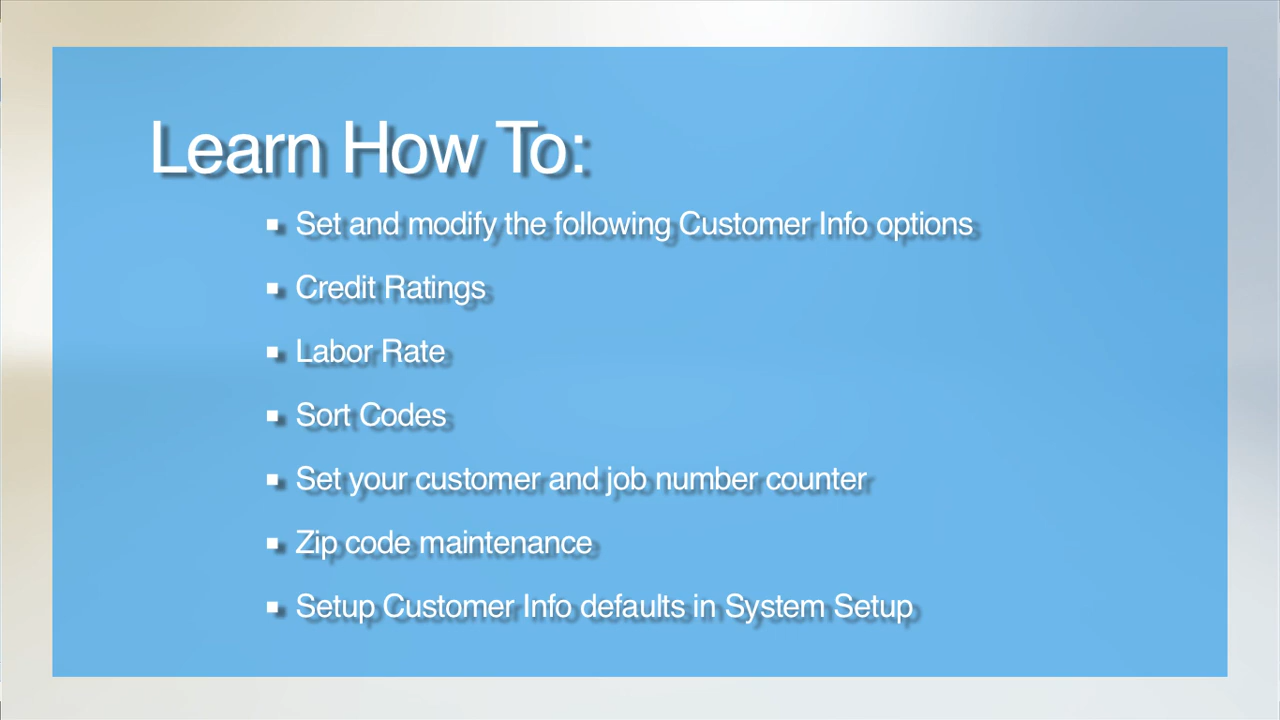 Learn How To:
▪ Set and modify the following Customer Info options
▪ Credit Ratings
▪ Labor Rate
▪ Sort Codes
▪ Set your customer and job number counter
▪ Zip code maintenance
▪ Setup Customer Info defaults in System Setup